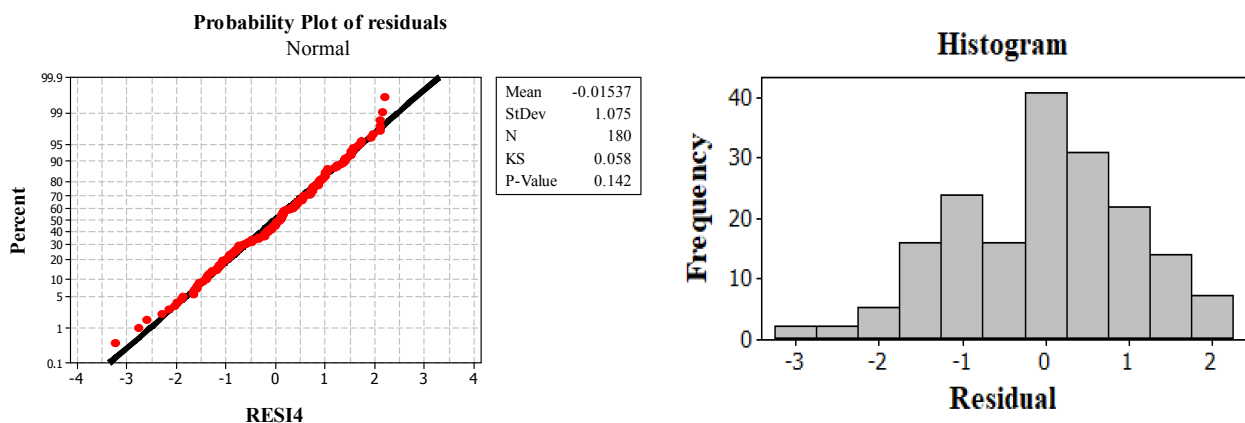 Probability Plot of residuals
Normal
Percent
99.9
99
95
90
80
70
60
50
40
30
20
10
5
1
0.1
-4 -3 -2 -1 0 1 2 3 4
RESI4
Mean -0.01537
StDev 1.075
N 180
KS 0.058
P-Value 0.142
Histogram
Frequency
40
30
20
10
0
-3 -2 -1 0 1 2
Residual